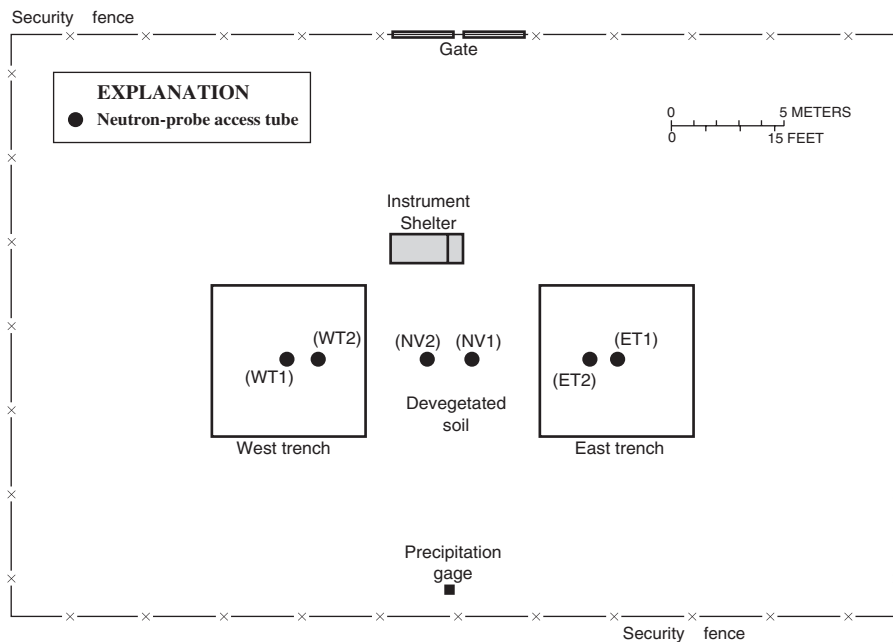 Security fence
Gate
EXPLANATION
Neutron-probe access tube
0 5 METERS
0 15 FEET
Instrument
Shelter
(WT2)
(NV2) (NV1)
(ET1)
(WT1)
(ET2)
Devegetated
soil
West trench
East trench
Precipitation
gage
Security fence